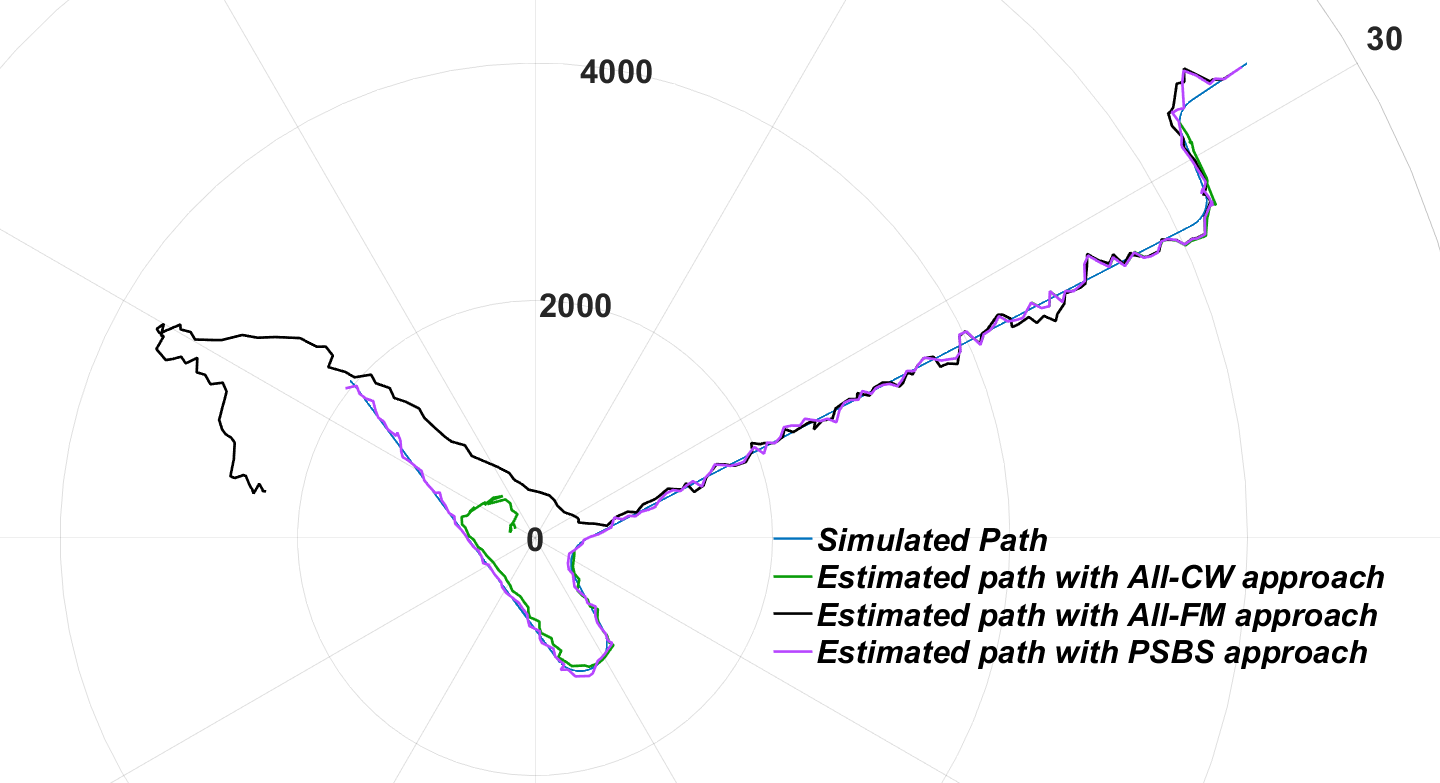 30
4000
2000
0
Simulated Path
Estimated path with All-CW approach
Estimated path with All-FM approach
Estimated path with PSBS approach